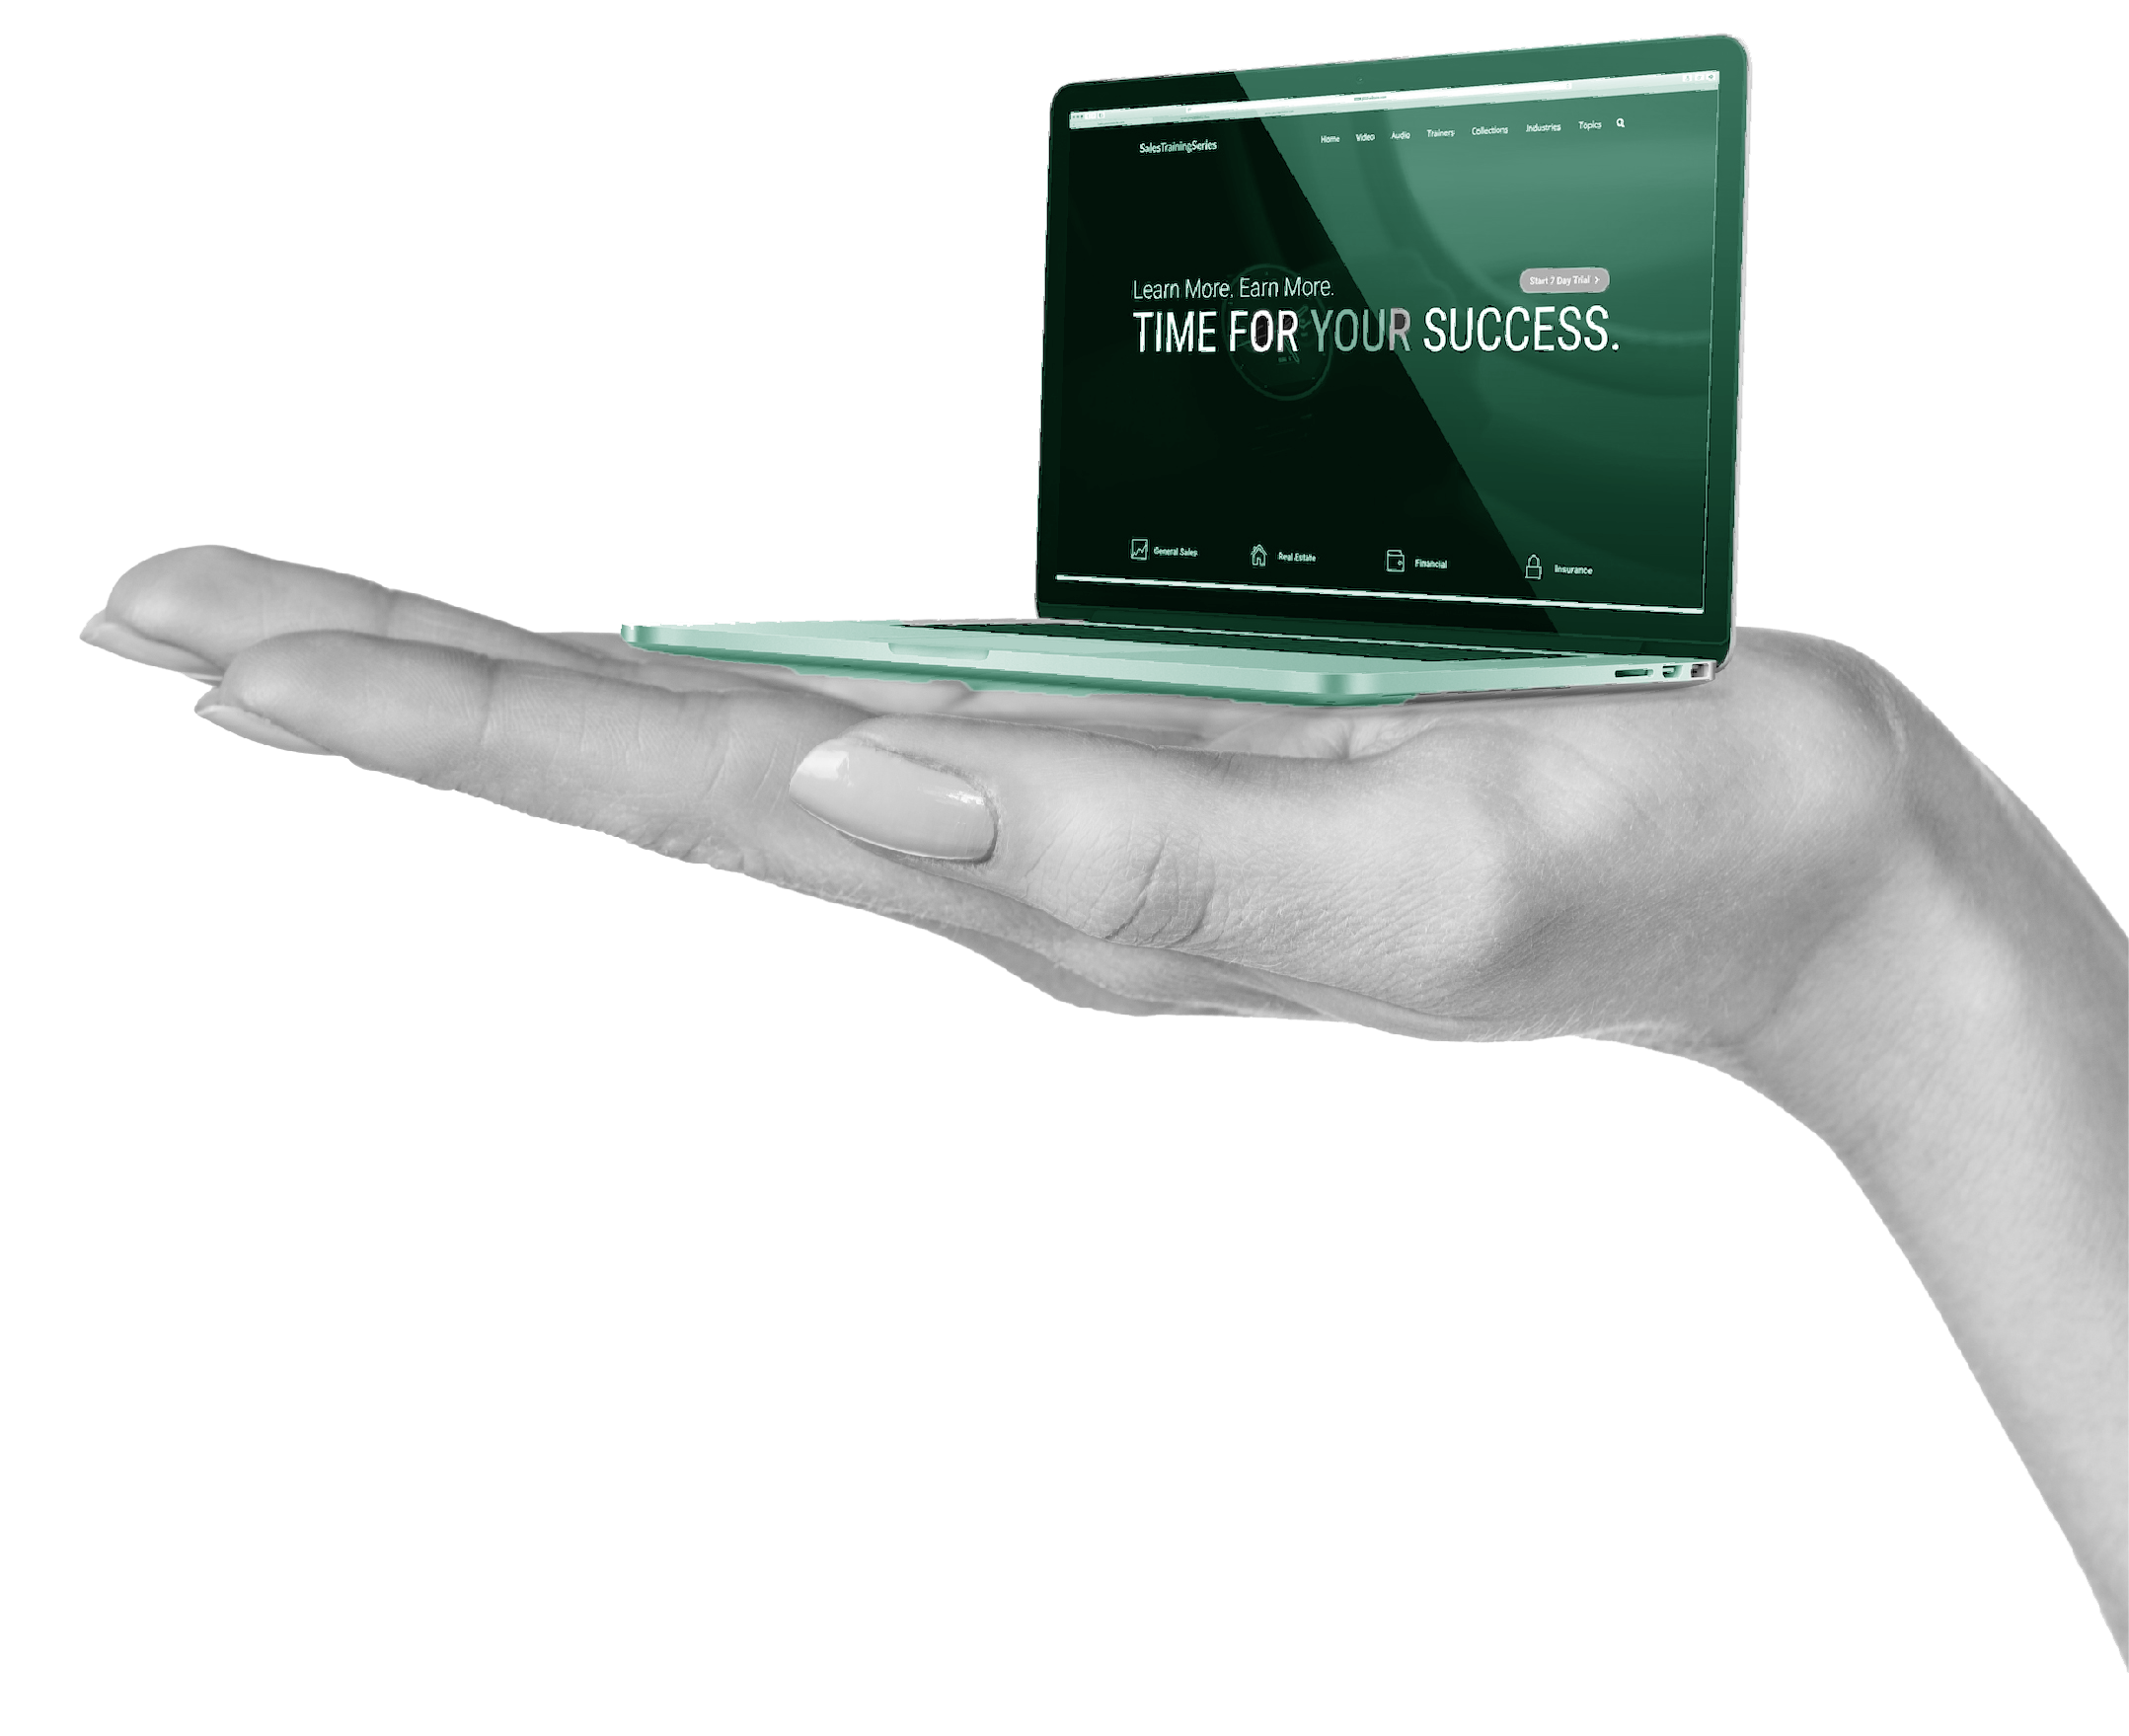 SalesTrainingSeries
Home Video Audio Trainers Collections Industries Topics
Learn More, Earn More.
Start 7 Day Trial >
TIME FOR YOUR SUCCESS.
General Sales Real Estate Financial Insurance